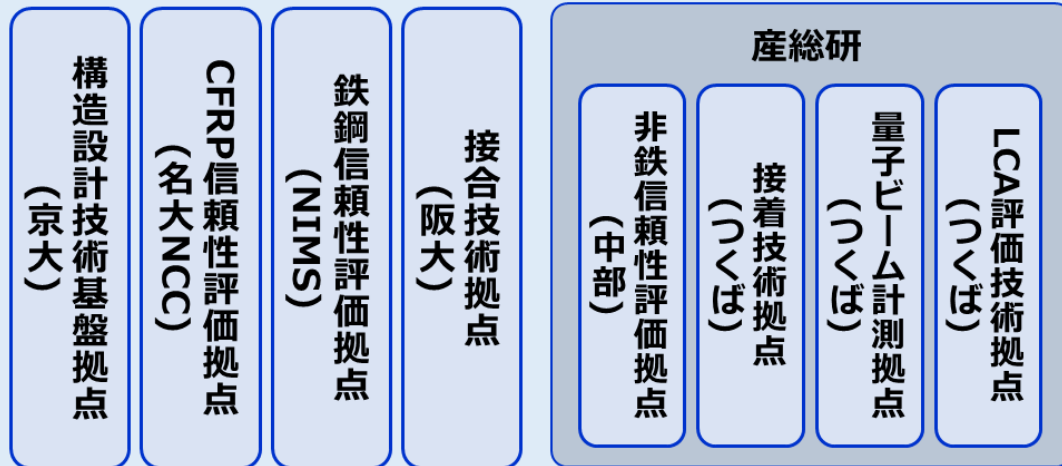 構造設計技術基盤拠点
(京大)
CFRP信頼性評価拠点
(名大NCC)
鉄鋼信頼性評価拠点
(NIMS)
接合技術拠点
(阪大)
産総研
非鉄信頼性評価拠点
(中部)
接着技術拠点
(つくば)
量子ビーム計測拠点
(つくば)
LCA評価技術拠点
(つくば)